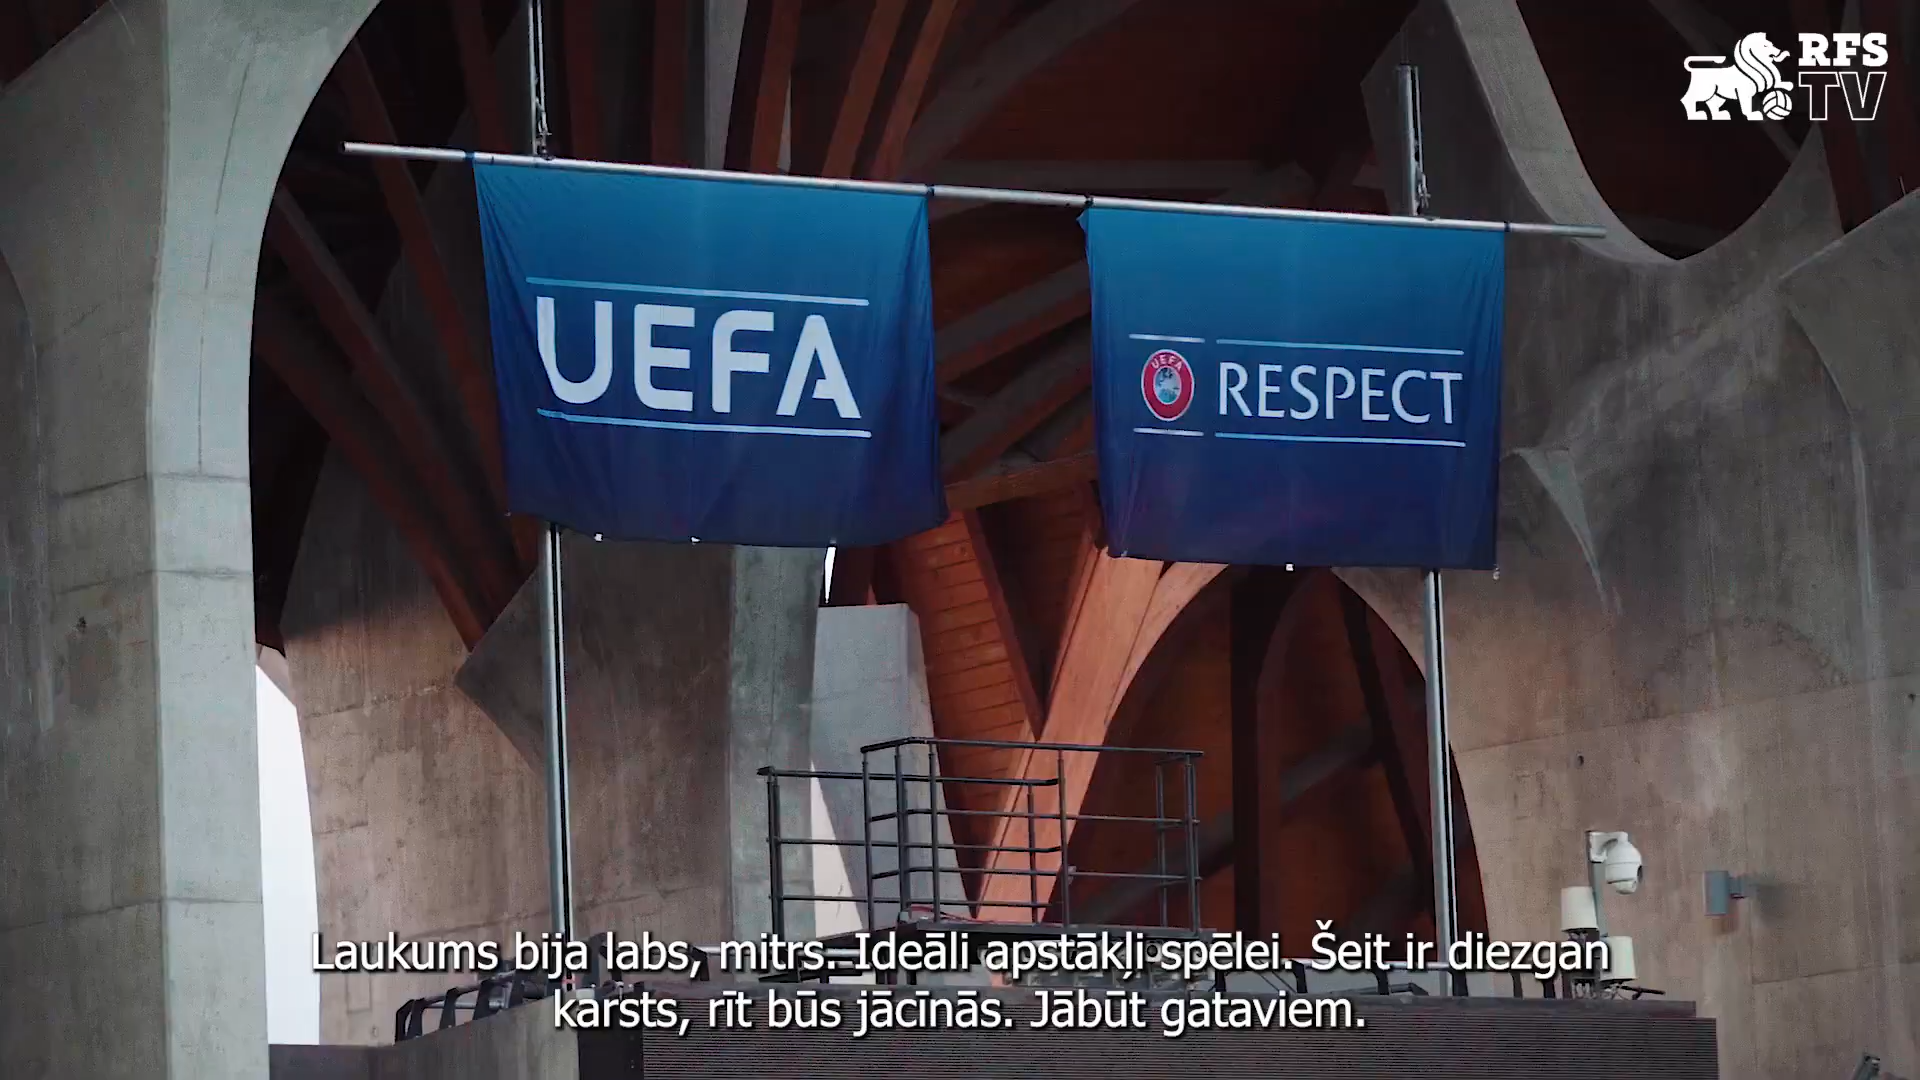 RFS
TV
UEFA
UEFA
RESPECT
Laukums bija labs, mitrs. Ideāli apstākļi spēlei. Šeit ir diezgan
karsts, rīt būs jācīnās. Jābūt gataviem.